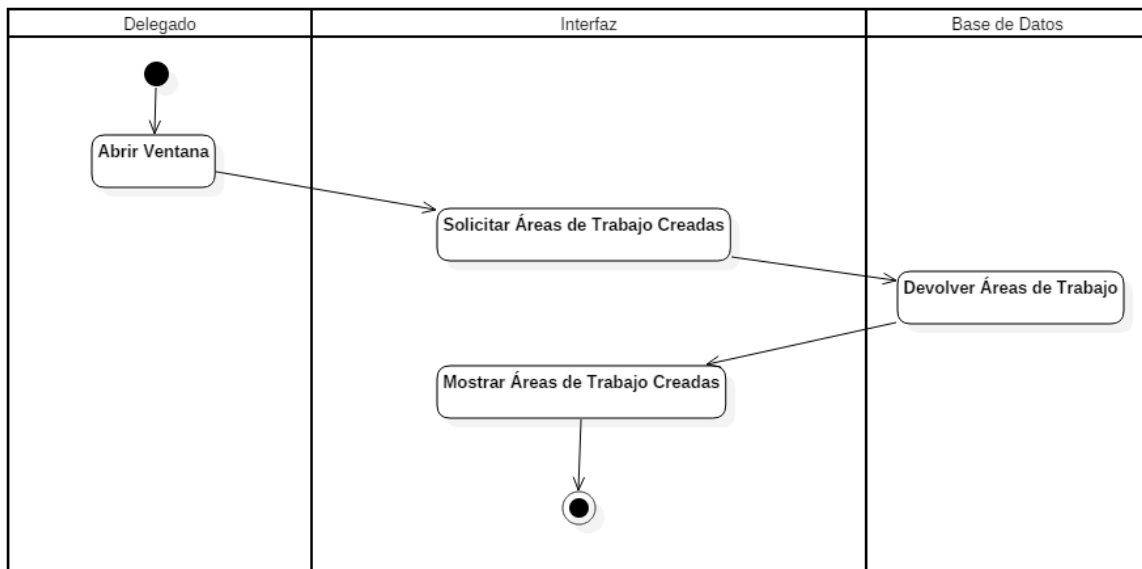 Delegado
Interfaz
Base de Datos
Abrir Ventana
Solicitar Áreas de Trabajo Creadas
Devolver Áreas de Trabajo
Mostrar Áreas de Trabajo Creadas